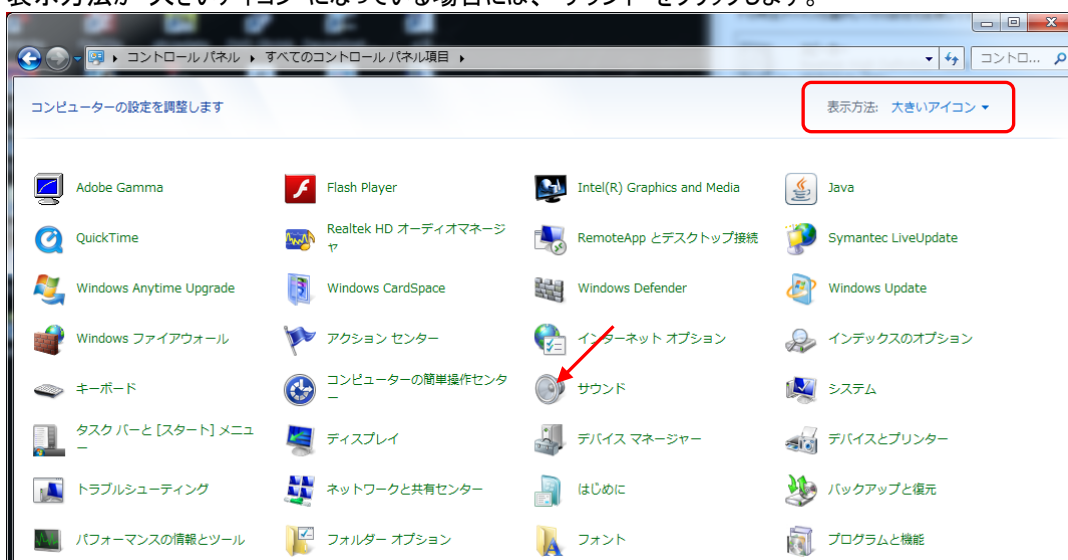 表示方法が"大きいアイコン"になっている場合には、"サウンド"をクリックします。
コントロール パネル ▸ すべてのコントロール パネル項目 ▸
コントロ...
コンピューターの設定を調整します
表示方法: 大きいアイコン
Adobe Gamma
Flash Player
Intel(R) Graphics and Media
Java
QuickTime
Realtek HD オーディオマネージ
ャ
RemoteApp とデスクトップ接続
Symantec LiveUpdate
Windows Anytime Upgrade
Windows CardSpace
Windows Defender
Windows Update
Windows ファイアウォール
アクション センター
インターネット オプション
インデックスのオプション
キーボード
コンピューターの簡単操作センタ
ー
サウンド
システム
タスク バーと [スタート] メニュ
ー
ディスプレイ
デバイス マネージャー
デバイスとプリンター
トラブルシューティング
ネットワークと共有センター
はじめに
バックアップと復元
パフォーマンスの情報とツール
フォルダー オプション
フォント
プログラムと機能